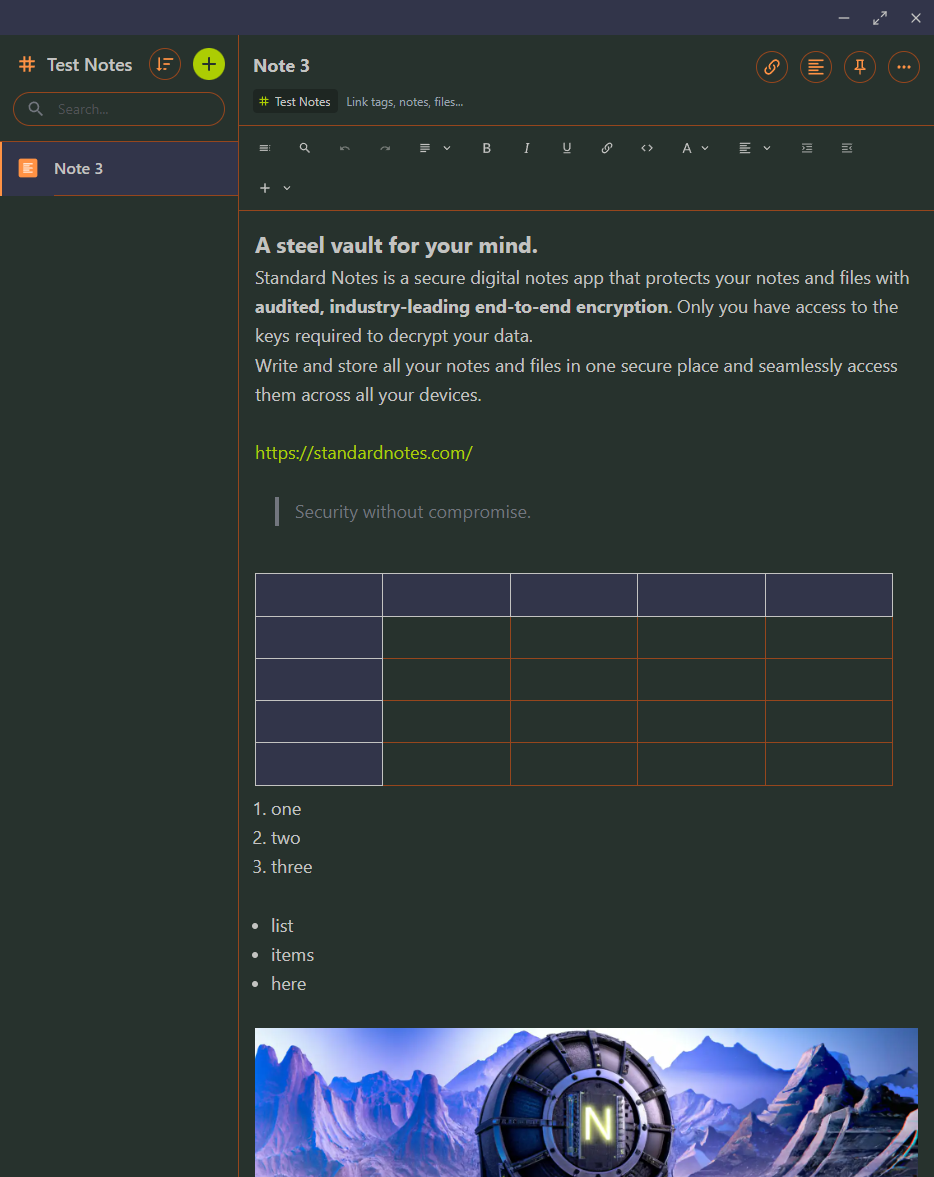 Test Notes
Search...
Note 3
Note 3
Test Notes Link tags, notes, files...
B I U A
A steel vault for your mind.
Standard Notes is a secure digital notes app that protects your notes and files with
audited, industry-leading end-to-end encryption. Only you have access to the
keys required to decrypt your data.
Write and store all your notes and files in one secure place and seamlessly access
them across all your devices.
https://standardnotes.com/
Security without compromise.
1. one
2. two
3. three
• list
• items
• here
N